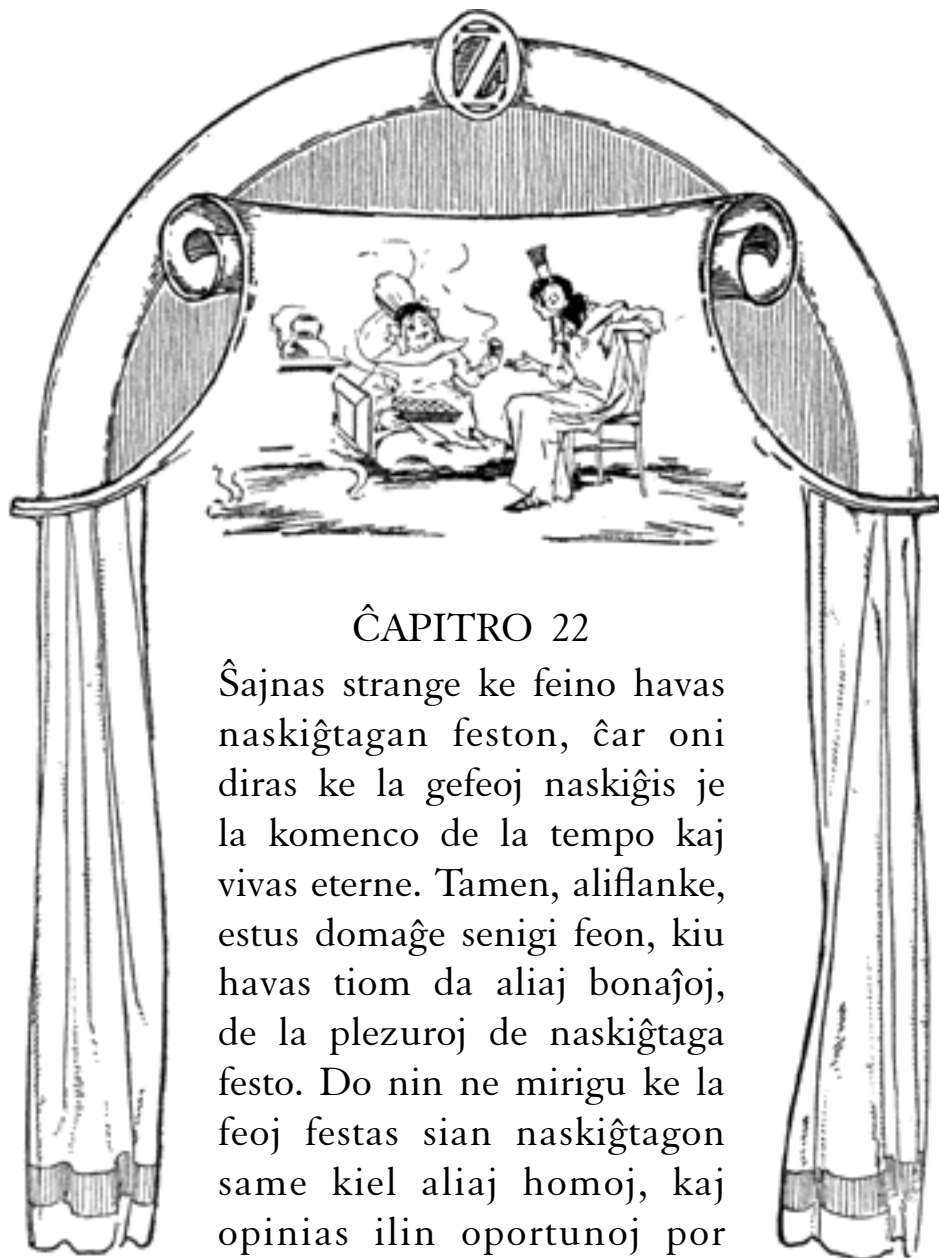 OZ
ĈAPITRO 22
Ŝajnas strange ke feino havas
naskiĝtagan feston, ĉar oni
diras ke la gefeoj naskiĝis je
la komenco de la tempo kaj
vivas eterne. Tamen, aliflanke,
estus domaĝe senigi feon, kiu
havas tiom da aliaj bonaĵoj,
de la plezuroj de naskiĝtaga
festo. Do nin ne mirigu ke la
feoj festas sian naskiĝtagon
same kiel aliaj homoj, kaj
opinias ilin oportunoj por